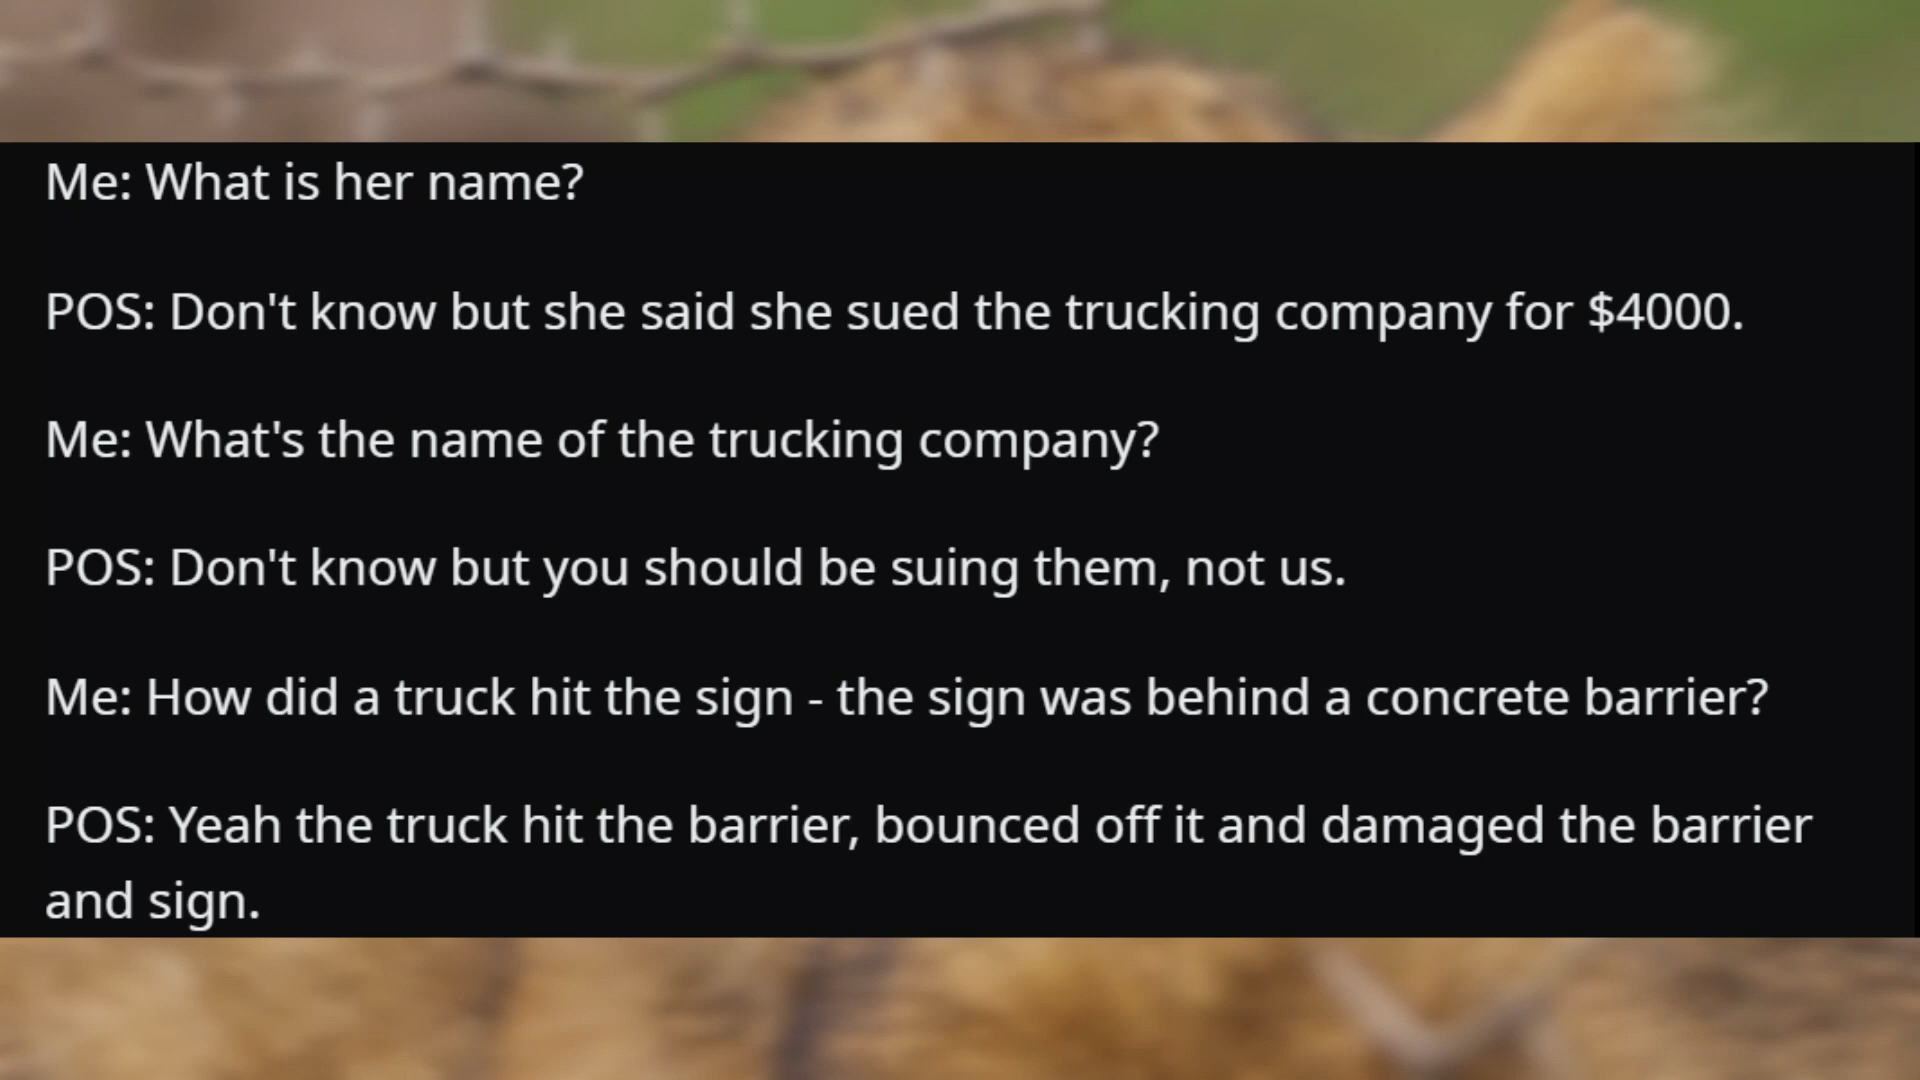 Me: What is her name?
POS: Don't know but she said she sued the trucking company for $4000.
Me: What's the name of the trucking company?
POS: Don't know but you should be suing them, not us.
Me: How did a truck hit the sign - the sign was behind a concrete barrier?
POS: Yeah the truck hit the barrier, bounced off it and damaged the barrier
and sign.